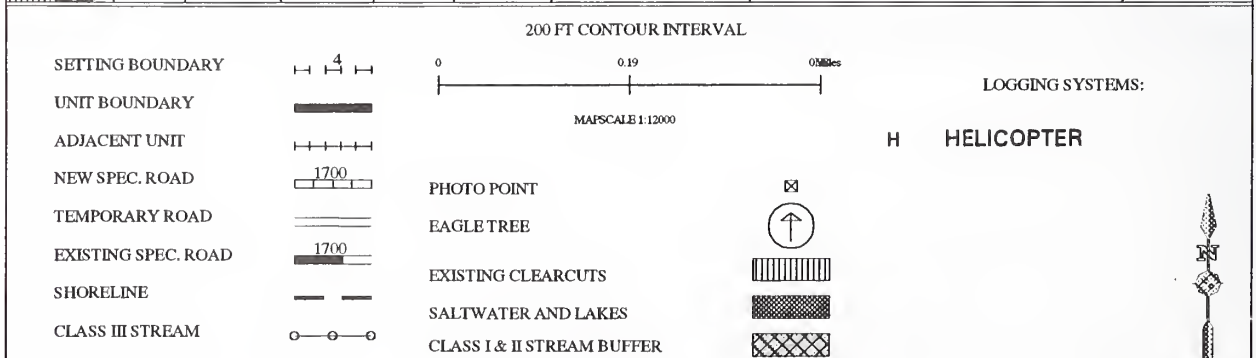 200 FT CONTOUR INTERVAL
SETTING BOUNDARY 4
UNIT BOUNDARY
ADJACENT UNIT
NEW SPEC. ROAD 1700
TEMPORARY ROAD
EXISTING SPEC. ROAD 1700
SHORELINE
CLASS III STREAM
0 0.19 0 Miles
MAPSCALE 1:12000
PHOTO POINT
EAGLE TREE
EXISTING CLEARCUTS
SALTWATER AND LAKES
CLASS I & II STREAM BUFFER
LOGGING SYSTEMS:
H HELICOPTER
N